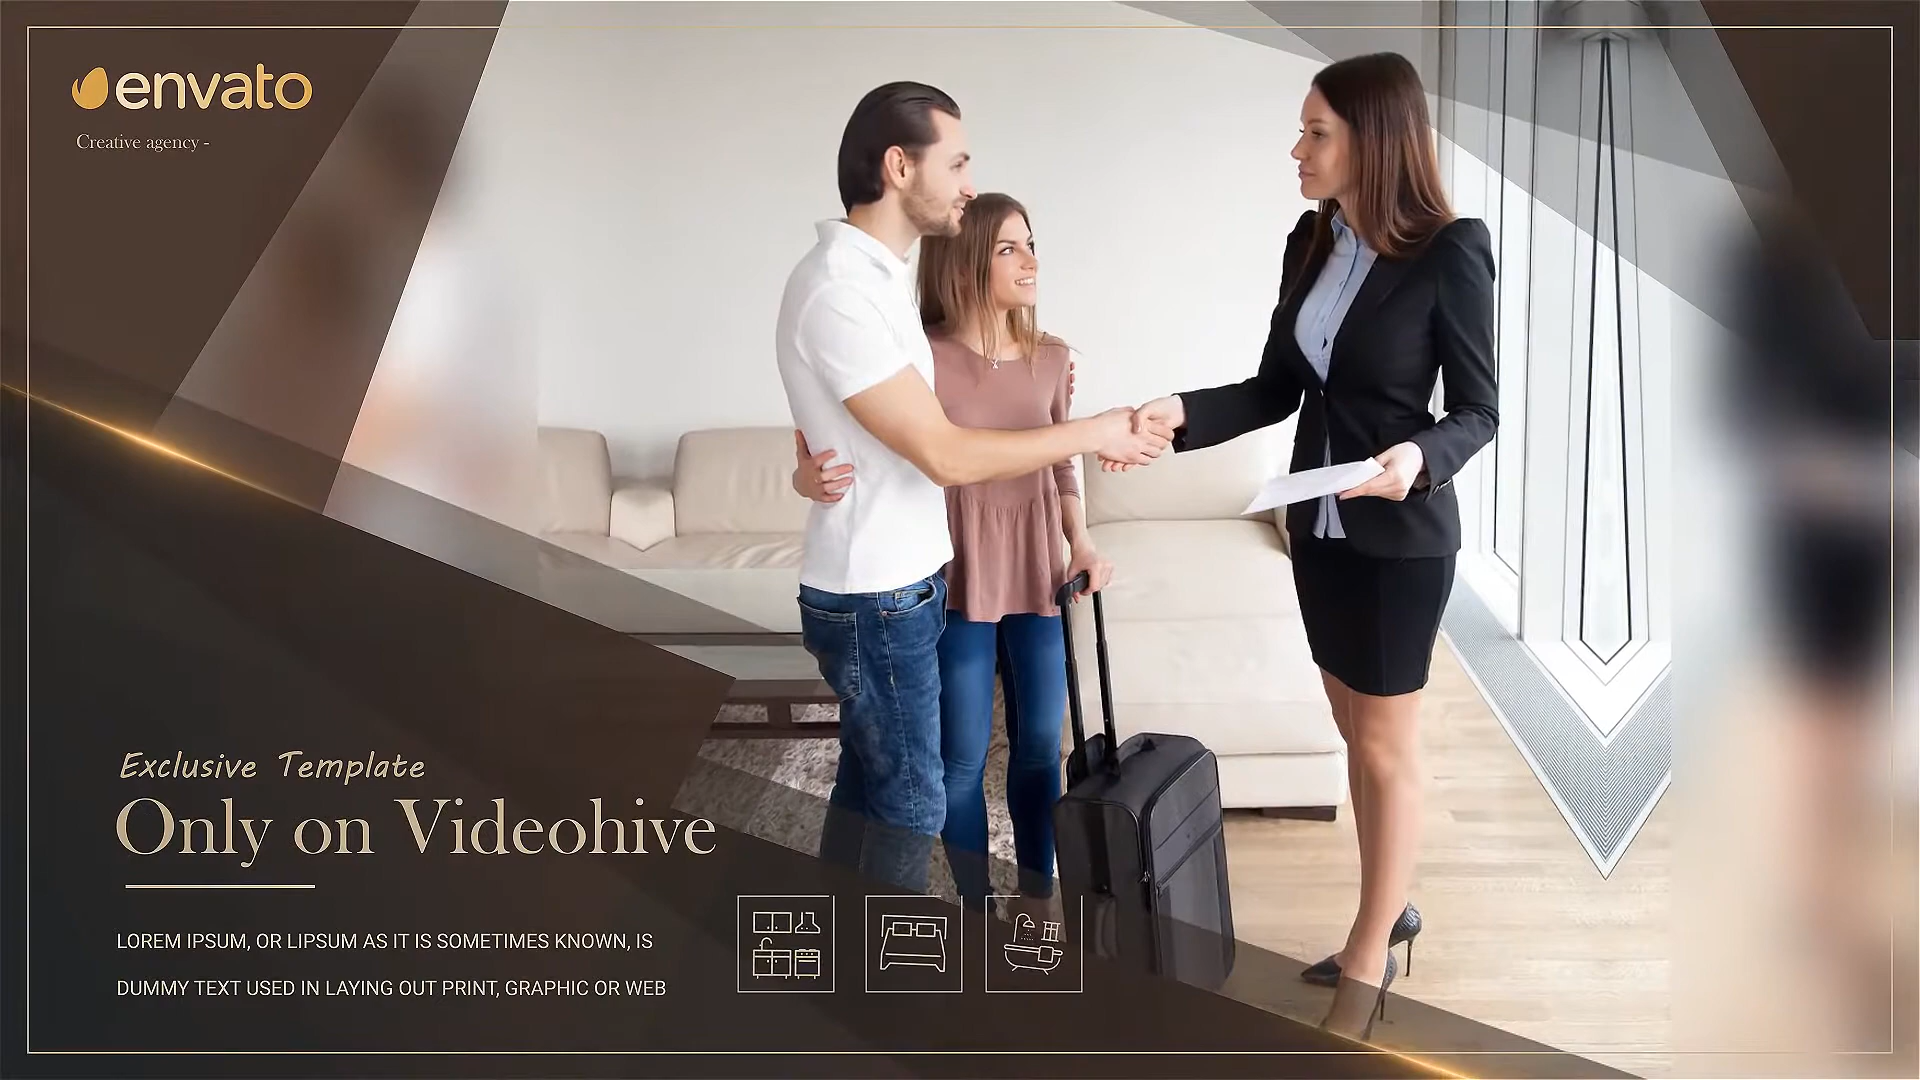 envato
Creative agency -
Exclusive Template
Only on Videohive
LOREM IPSUM, OR LIPSUM AS IT IS SOMETIMES KNOWN, IS
DUMMY TEXT USED IN LAYING OUT PRINT, GRAPHIC OR WEB